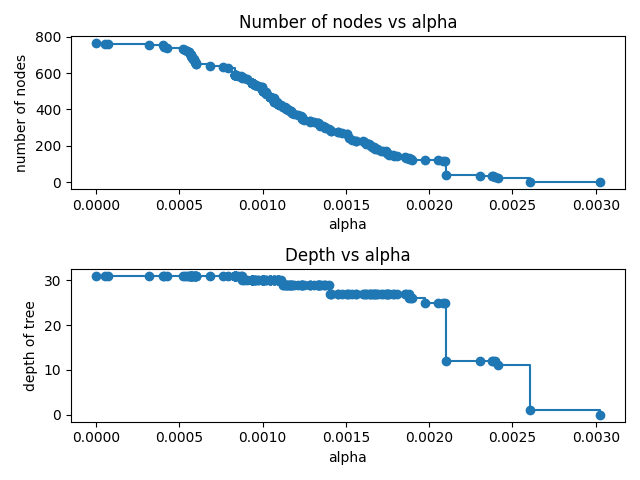 Number of nodes vs alpha
800
600
400
200
0
number of nodes
0.0000 0.0005 0.0010 0.0015 0.0020 0.0025 0.0030
alpha
Depth vs alpha
30
20
10
0
depth of tree
0.0000 0.0005 0.0010 0.0015 0.0020 0.0025 0.0030
alpha